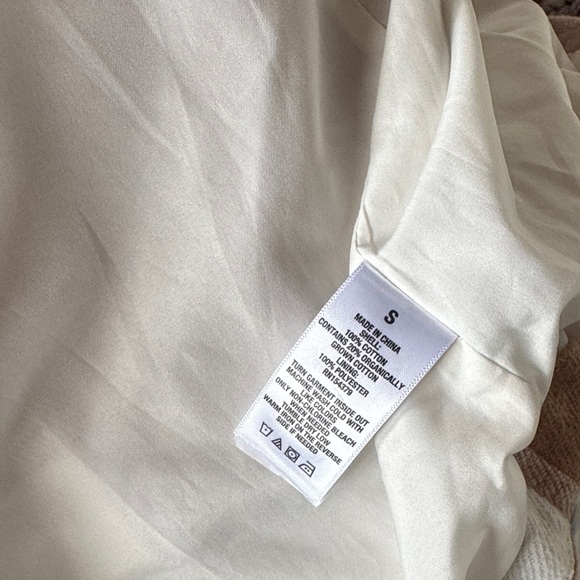 S
MADE IN CHINA
SHELL:
100% COTTON
CONTAINS 20% ORGANICALLY
GROWN COTTON
LINING:
100% POLYESTER
RN154379
TURN GARMENT INSIDE OUT
MACHINE WASH COLD WITH
LIKE COLORS
ONLY NON-CHLORINE BLEACH
WHEN NEEDED
TUMBLE DRY LOW
WARM IRON ON THE REVERSE
SIDE IF NEEDED